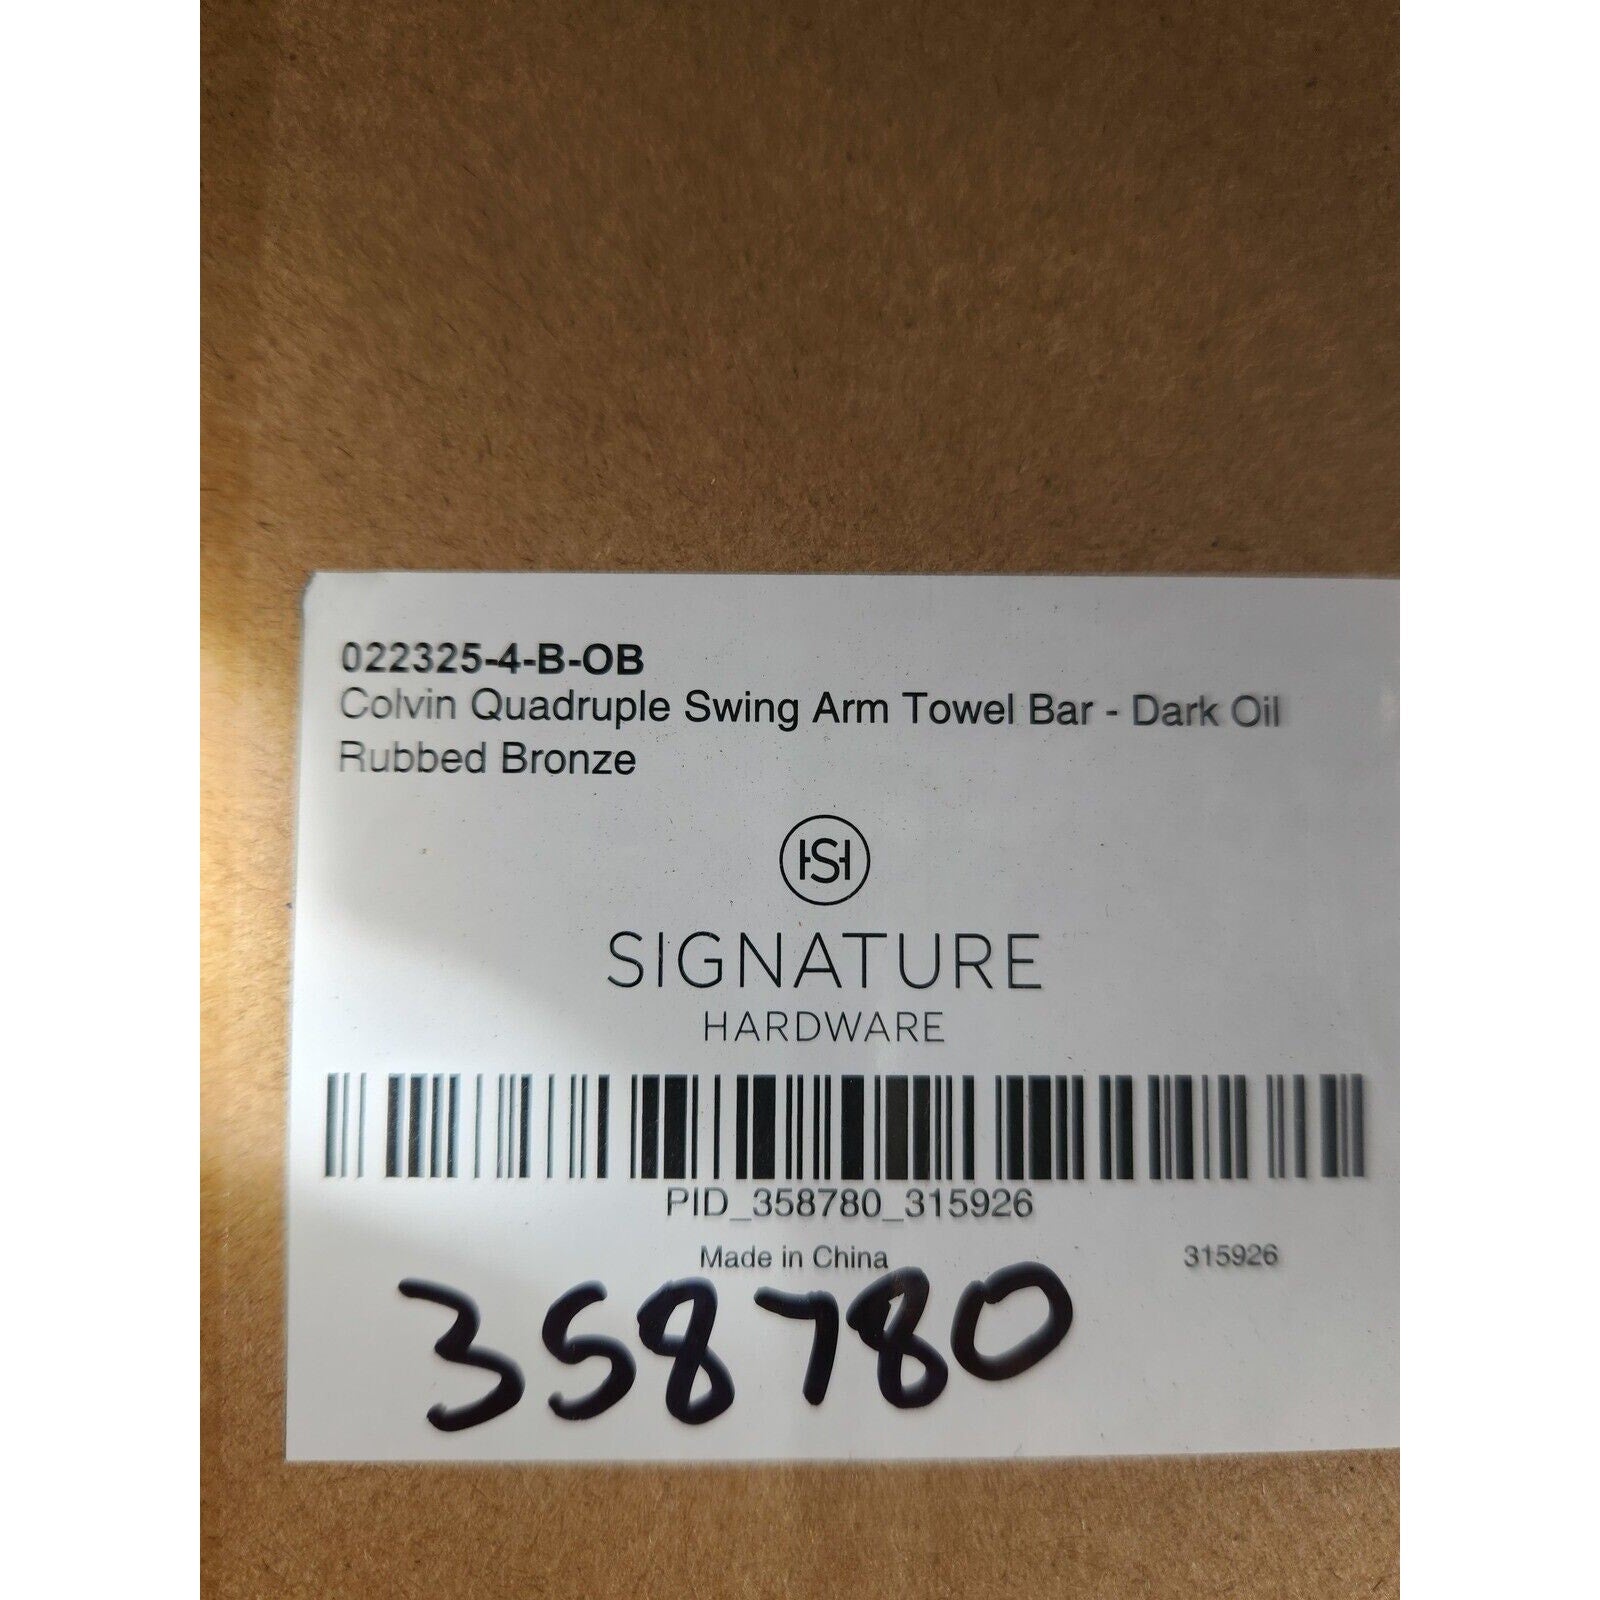 022325-4-B-OB
Colvin Quadruple Swing Arm Towel Bar - Dark Oil
Rubbed Bronze
SIGNATURE
HARDWARE
PID_358780_315926
Made in China 315926
358780